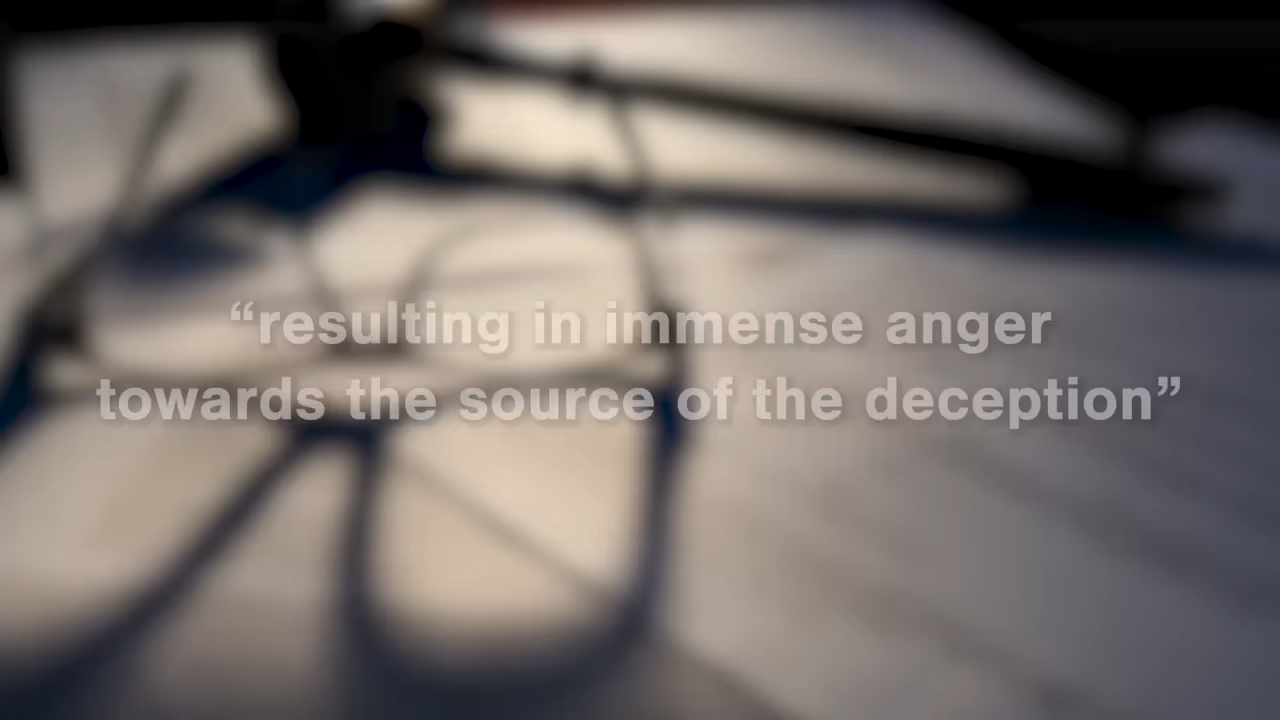 “resulting in immense anger
towards the source of the deception”